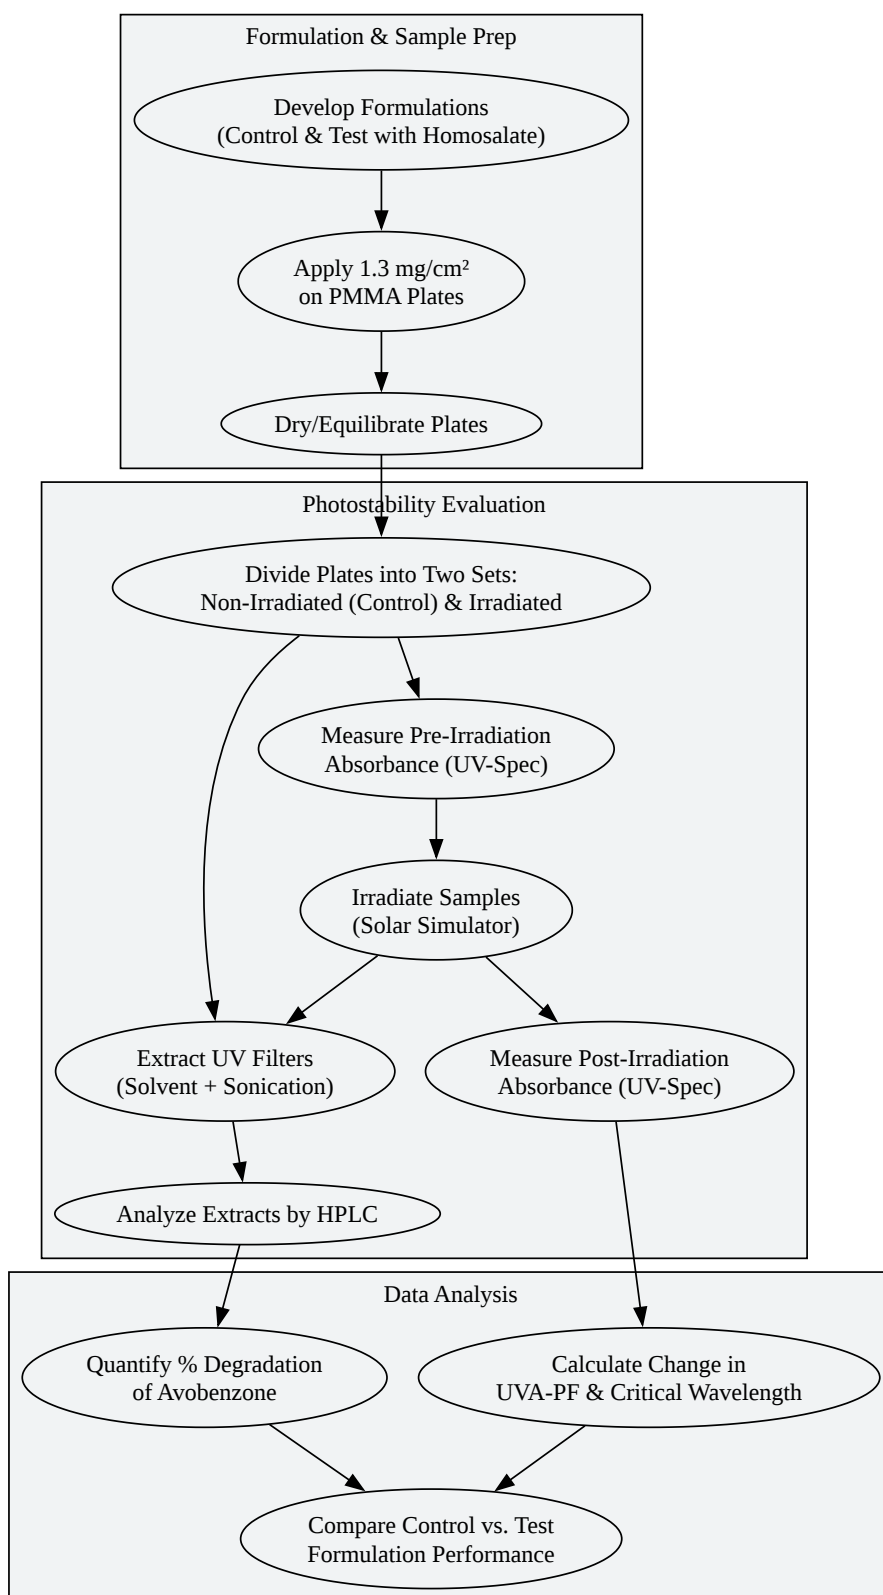 Formulation & Sample Prep
Develop Formulations
(Control & Test with Homosalate)
Apply 1.3 mg/cm²
on PMMA Plates
Dry/Equilibrate Plates
Photostability Evaluation
Divide Plates into Two Sets:
Non-Irradiated (Control) & Irradiated
Measure Pre-Irradiation
Absorbance (UV-Spec)
Irradiate Samples
(Solar Simulator)
Extract UV Filters
(Solvent + Sonication)
Measure Post-Irradiation
Absorbance (UV-Spec)
Analyze Extracts by HPLC
Data Analysis
Quantify % Degradation
of Avobenzone
Calculate Change in
UVA-PF & Critical Wavelength
Compare Control vs. Test
Formulation Performance